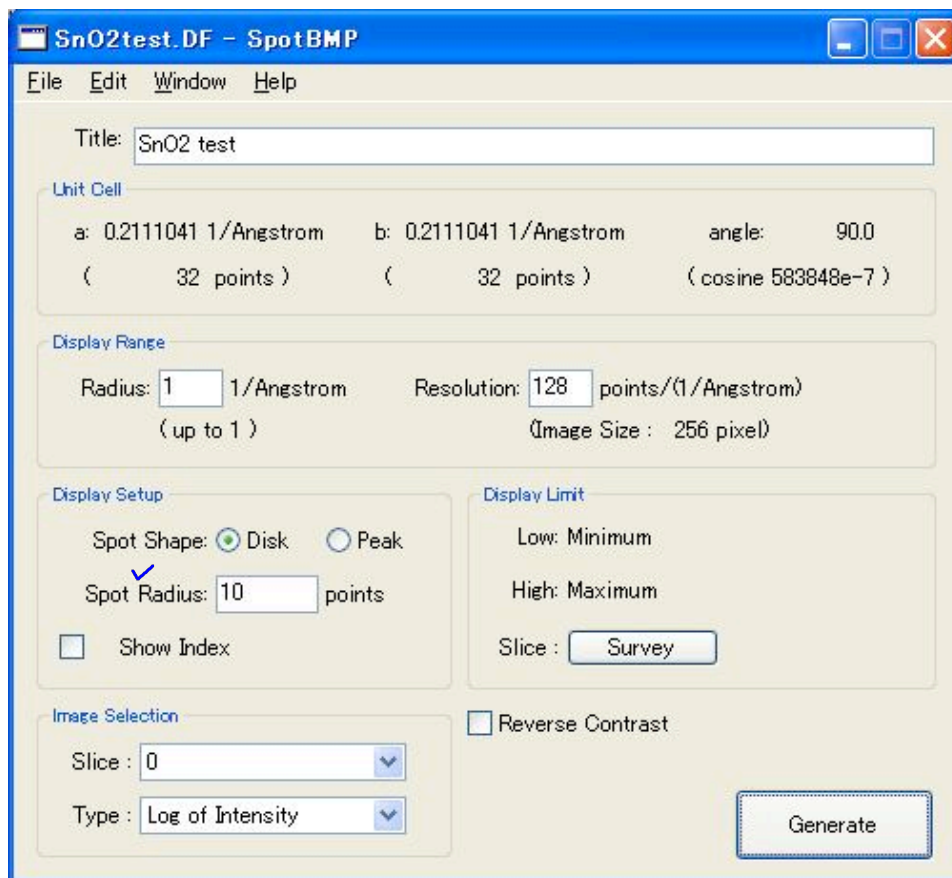 SnO2test.DF - SpotBMP
File Edit Window Help
Title: SnO2 test
Unit Cell
a: 0.2111041 1/Angstrom b: 0.2111041 1/Angstrom angle: 90.0
( 32 points ) ( 32 points ) ( cosine 583848e-7 )
Display Range
Radius: 1 1/Angstrom Resolution: 128 points/(1/Angstrom)
( up to 1 ) (Image Size : 256 pixel)
Display Setup
Spot Shape: Disk Peak
Spot Radius: 10 points
Show Index
Display Limit
Low: Minimum
High: Maximum
Slice : Survey
Image Selection
Slice : 0
Type : Log of Intensity
Reverse Contrast
Generate